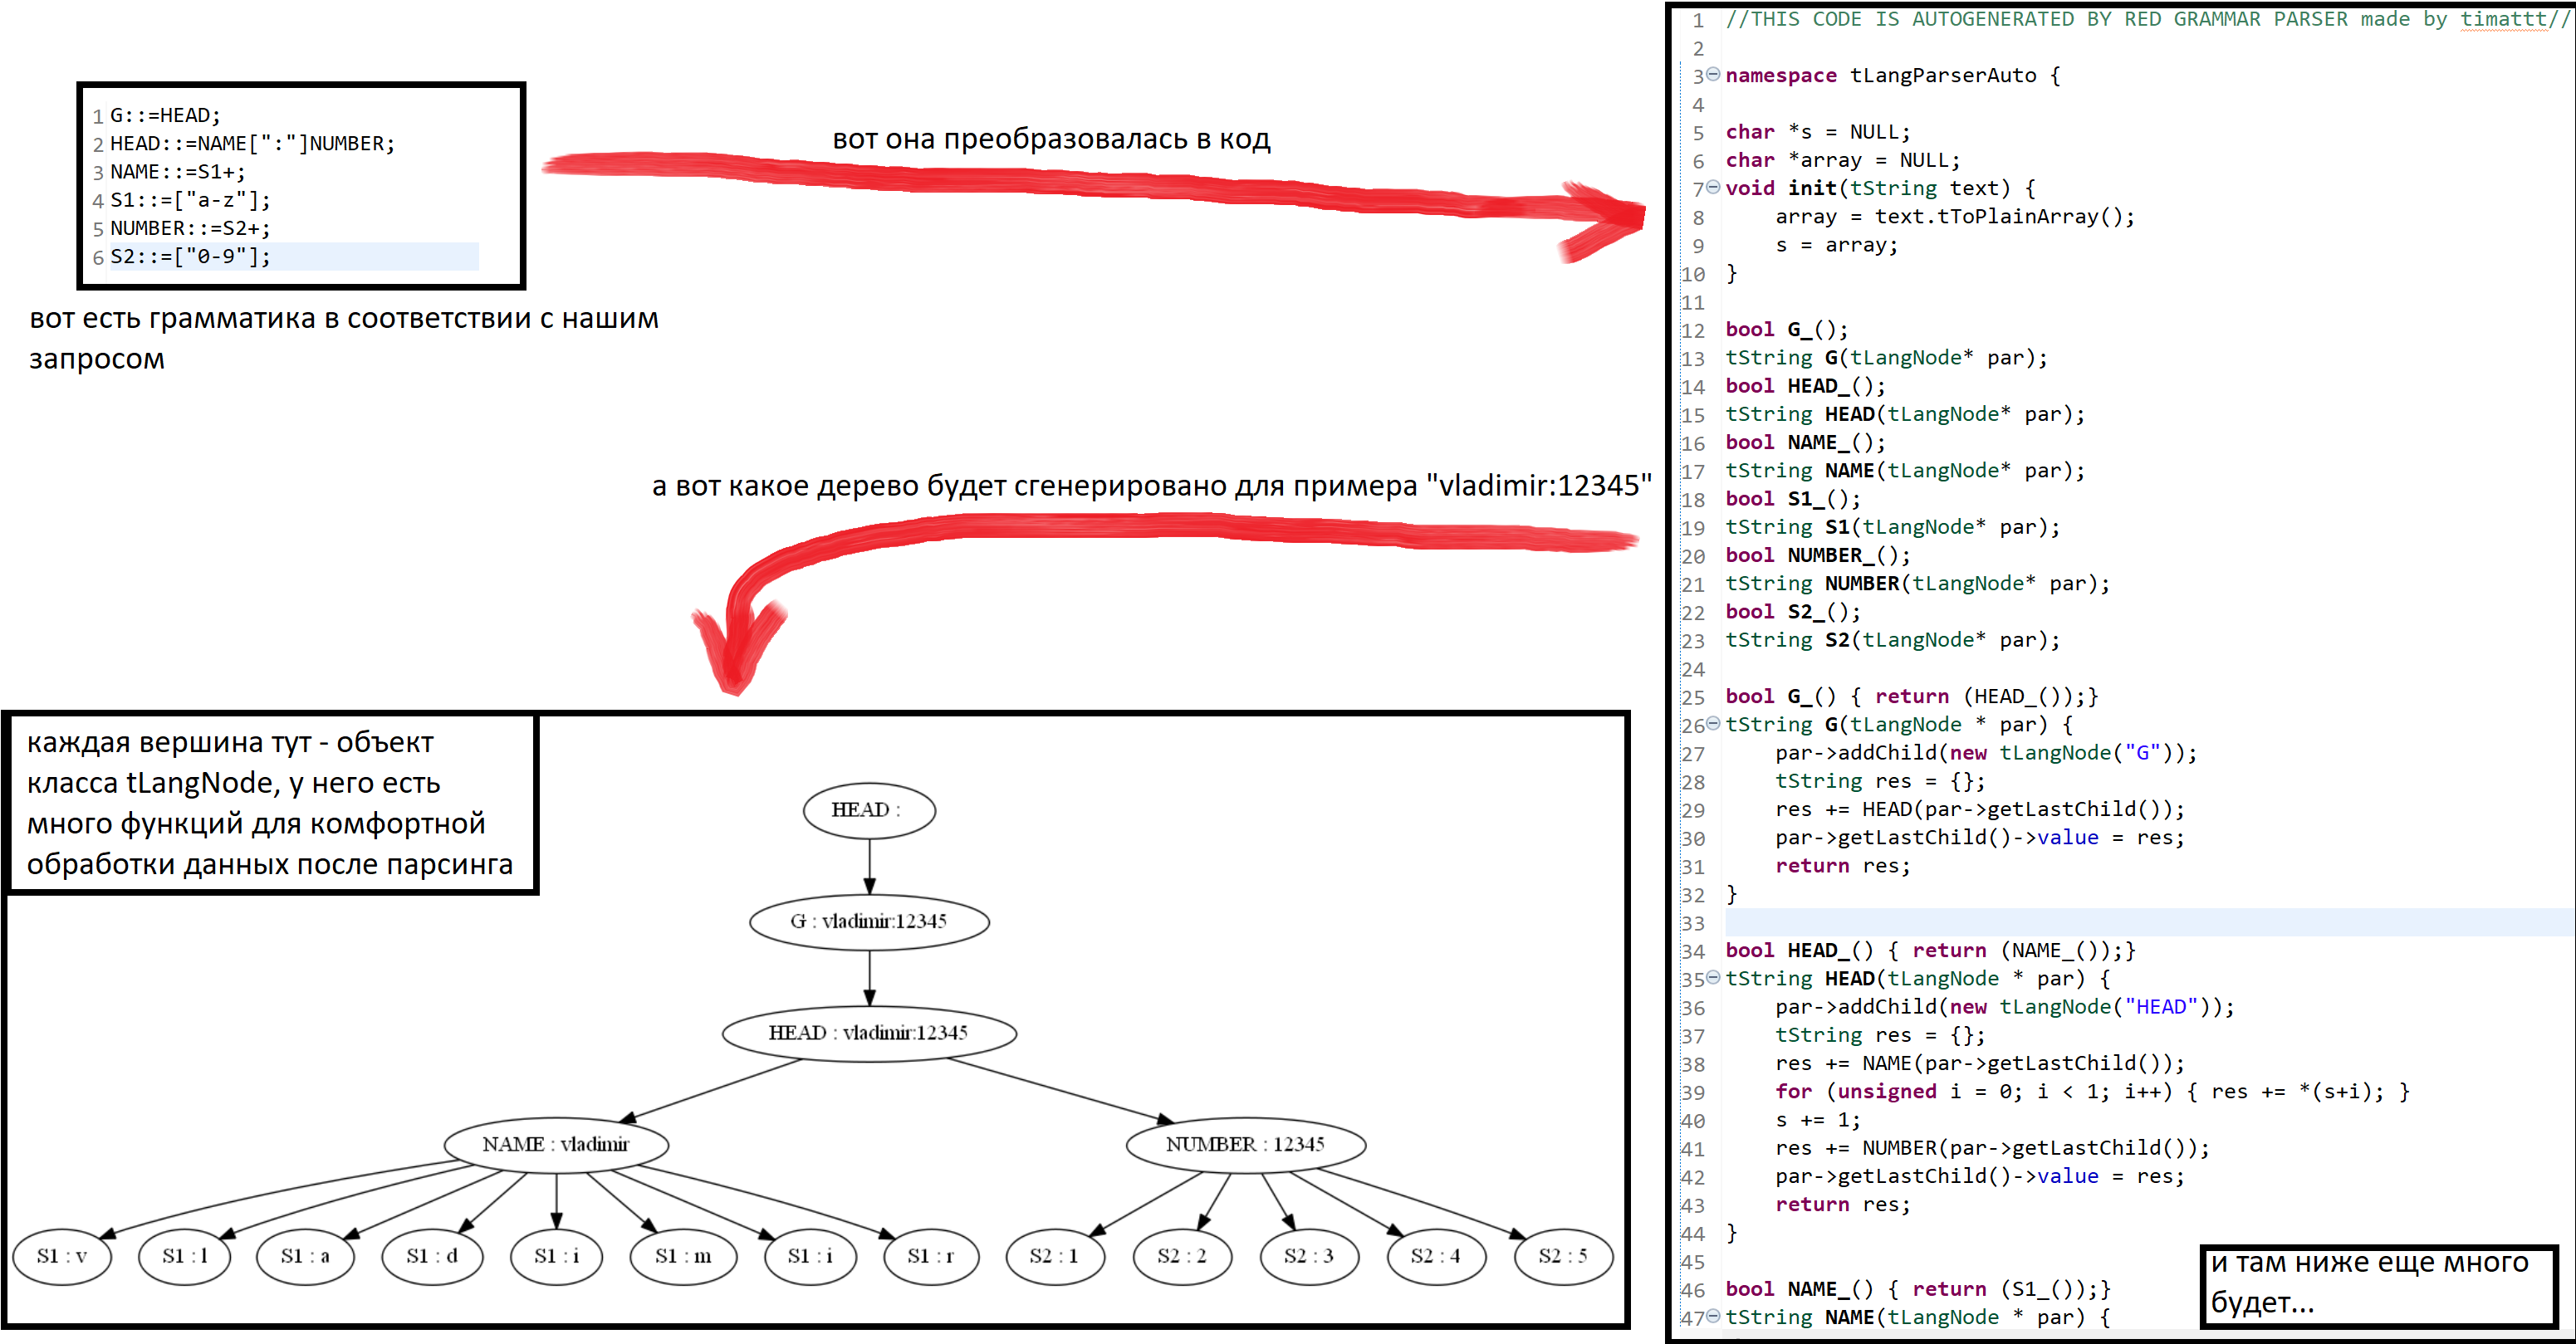 1 G::=HEAD;
2 HEAD::=NAME[":"]NUMBER;
3 NAME::=S1+;
4 S1::=["a-z"];
5 NUMBER::=S2+;
6 S2::=["0-9"];
вот есть грамматика в соответствии с нашим
запросом
вот она преобразовалась в код
а вот какое дерево будет сгенерировано для примера "vladimir:12345"
каждая вершина тут - объект
класса tLangNode, у него есть
много функций для комфортной
обработки данных после парсинга
HEAD :
G : vladimir:12345
HEAD : vladimir:12345
NAME : vladimir
NUMBER : 12345
S1 : v
S1 : l
S1 : a
S1 : d
S1 : i
S1 : m
S1 : i
S1 : r
S2 : 1
S2 : 2
S2 : 3
S2 : 4
S2 : 5
1 //THIS CODE IS AUTOGENERATED BY RED GRAMMAR PARSER made by timattt//
2
3 namespace tLangParserAuto {
4
5 char *s = NULL;
6 char *array = NULL;
7 void init(tString text) {
8     array = text.tToPlainArray();
9     s = array;
10 }
11
12 bool G_();
13 tString G(tLangNode* par);
14 bool HEAD_();
15 tString HEAD(tLangNode* par);
16 bool NAME_();
17 tString NAME(tLangNode* par);
18 bool S1_();
19 tString S1(tLangNode* par);
20 bool NUMBER_();
21 tString NUMBER(tLangNode* par);
22 bool S2_();
23 tString S2(tLangNode* par);
24
25 bool G_() { return (HEAD_());}
26 tString G(tLangNode * par) {
27     par->addChild(new tLangNode("G"));
28     tString res = {};
29     res += HEAD(par->getLastChild());
30     par->getLastChild()->value = res;
31     return res;
32 }
33
34 bool HEAD_() { return (NAME_());}
35 tString HEAD(tLangNode * par) {
36     par->addChild(new tLangNode("HEAD"));
37     tString res = {};
38     res += NAME(par->getLastChild());
39     for (unsigned i = 0; i < 1; i++) { res += *(s+i); }
40     s += 1;
41     res += NUMBER(par->getLastChild());
42     par->getLastChild()->value = res;
43     return res;
44 }
45
46 bool NAME_() { return (S1_());}
47 tString NAME(tLangNode * par) {
и там ниже еще много
будет...